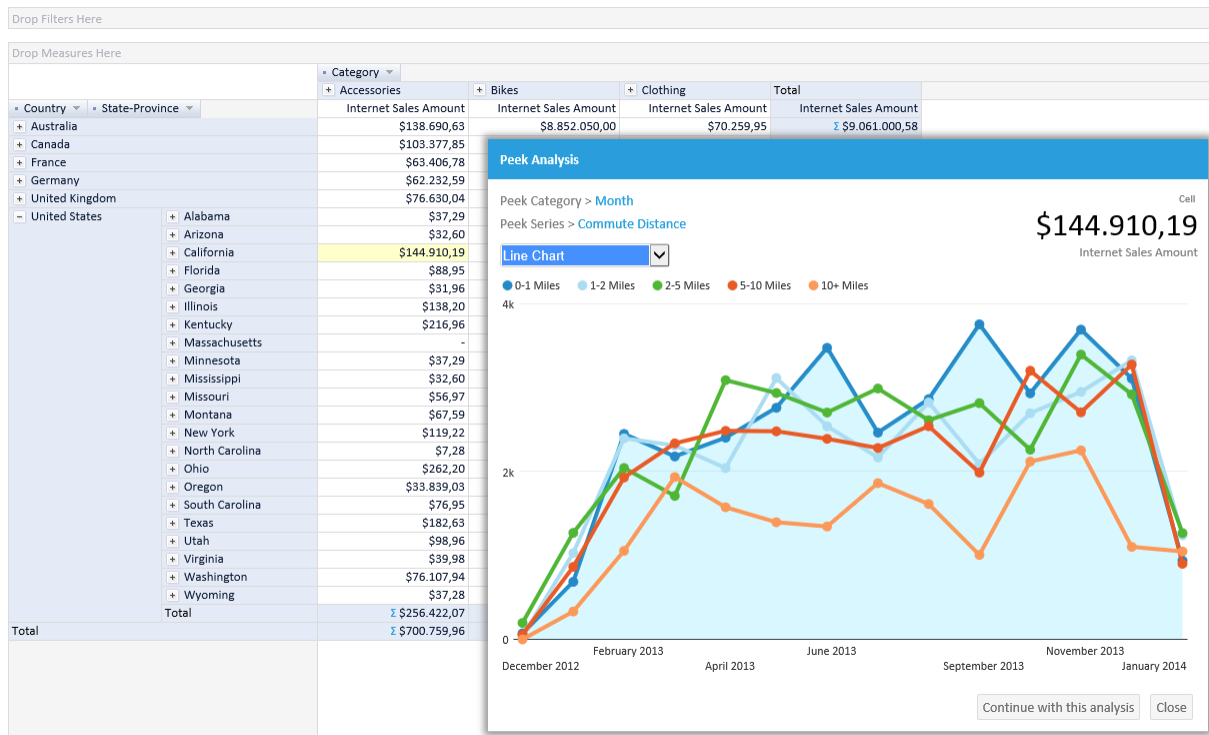 Drop Filters Here
Drop Measures Here
Category
Accessories Bikes Clothing Total
Country State-Province Internet Sales Amount Internet Sales Amount Internet Sales Amount Internet Sales Amount
Australia $138.690,63 $8.852.050,00 $70.259,95 Σ $9.061.000,58
Canada $103.377,85
France $63.406,78
Germany $62.232,59
United Kingdom $76.630,04
United States Alabama $37,29
Arizona $32,60
California $144.910,19
Florida $88,95
Georgia $31,96
Illinois $138,20
Kentucky $216,96
Massachusetts -
Minnesota $37,29
Mississippi $32,60
Missouri $56,97
Montana $67,59
New York $119,22
North Carolina $7,28
Ohio $262,20
Oregon $33.839,03
South Carolina $76,95
Texas $182,63
Utah $98,96
Virginia $39,98
Washington $76.107,94
Wyoming $37,28
Total Σ $256.422,07
Total Σ $700.759,96
Peek Analysis
Peek Category > Month
Peek Series > Commute Distance
Cell
$144.910,19
Internet Sales Amount
Line Chart
0-1 Miles 1-2 Miles 2-5 Miles 5-10 Miles 10+ Miles
4k
2k
0
February 2013 June 2013 November 2013
December 2012 April 2013 September 2013 January 2014
Continue with this analysis Close